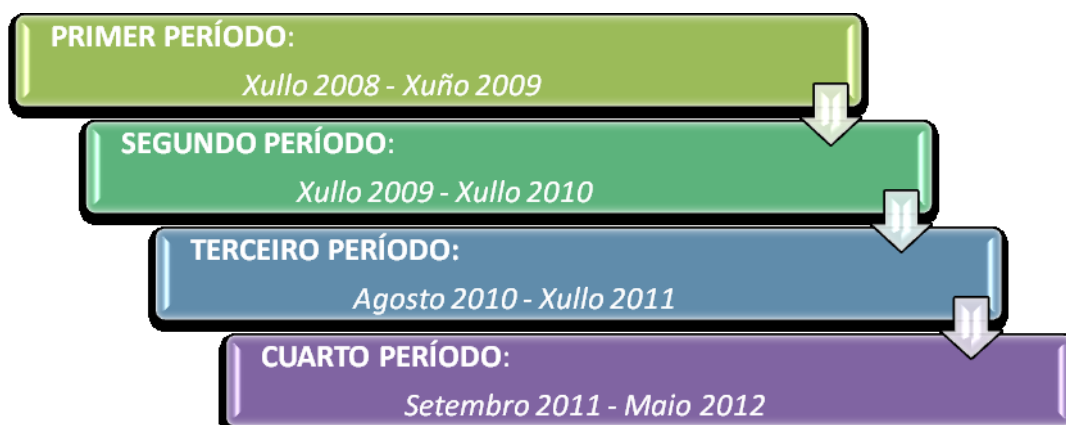 PRIMER PERÍODO:
Xullo 2008 - Xuño 2009
SEGUNDO PERÍODO:
Xullo 2009 - Xullo 2010
TERCEIRO PERÍODO:
Agosto 2010 - Xullo 2011
CUARTO PERÍODO:
Setembro 2011 - Maio 2012